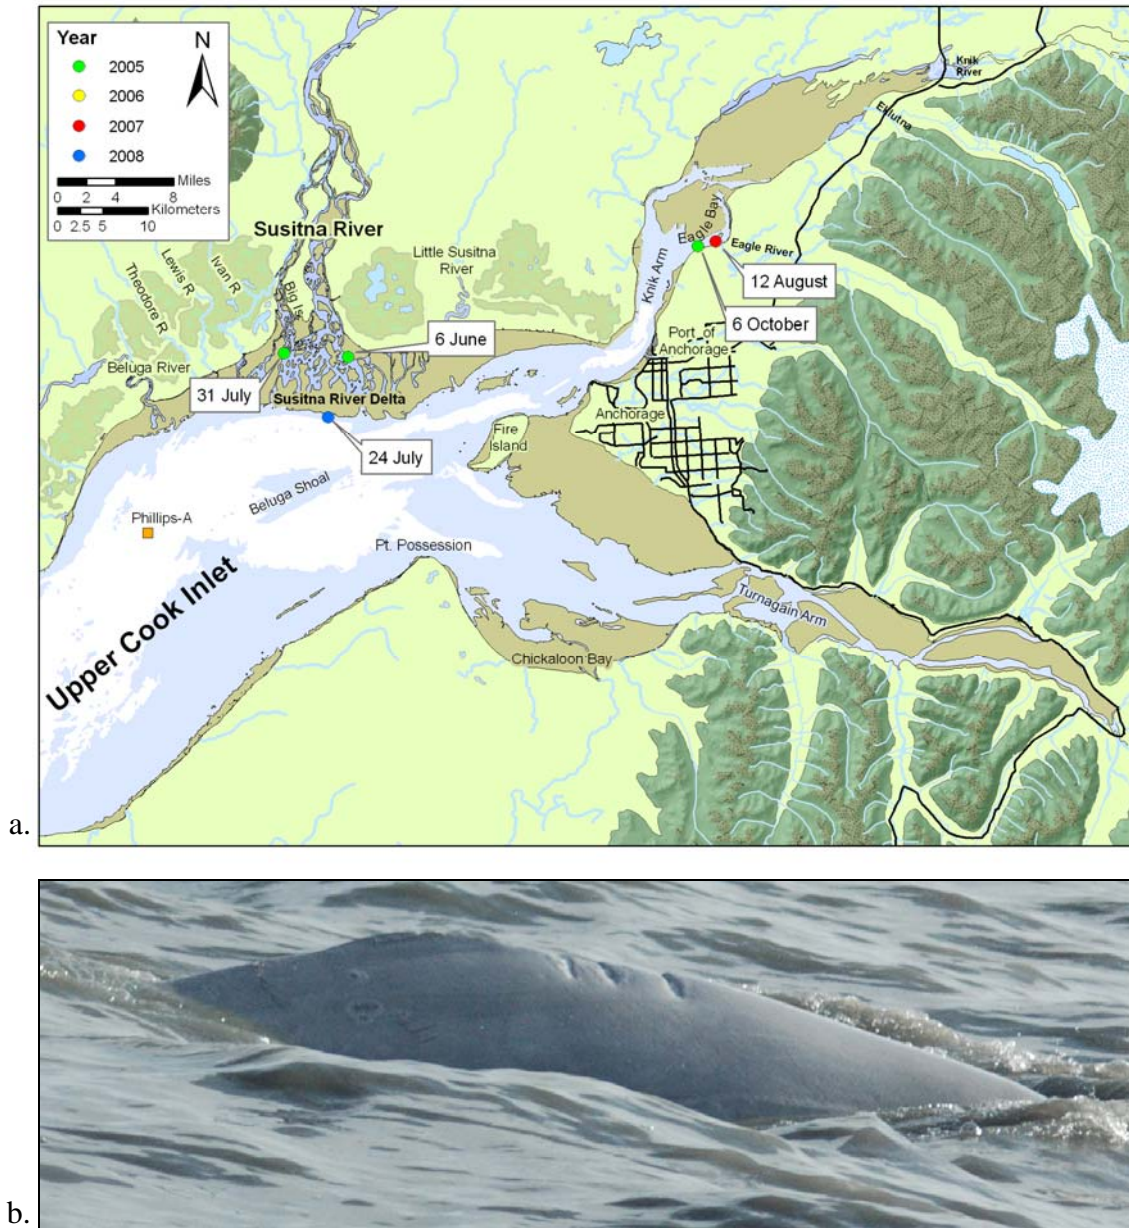 Year
N
2005
2006
2007
2008
Miles
0 2 4 8
Kilometers
0 2.5 5 10
Knik
River
Eklutna
Susitna River
Eagle Bay
Eagle River
Little Susitna
River
Ivan R
Lewis R
Theodore R
Big Is.
Knik Arm
12 August
6 October
6 June
Port of
Anchorage
Beluga River
31 July
Susitna River Delta
Anchorage
Fire
Island
24 July
Beluga Shoal
Phillips-A
Pt. Possession
Upper Cook Inlet
Turnagain Arm
Chickaloon Bay
a.
b.